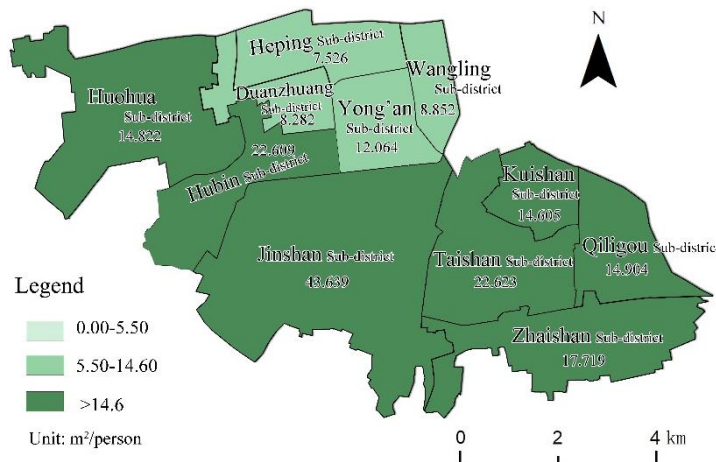 N
Heping Sub-district
7.526
Wangling
Sub-district
8.852
Huohua
Sub-district
14.822
Duanzhuang
Sub-district
8.282
Yong'an
Sub-district
12.064
22.609
Hubin Sub-district
Kuishan
Sub-district
14.605
Jinshan Sub-district
43.639
Taishan Sub-district
22.623
Qiligou Sub-distric
14.904
Zhaishan Sub-district
17.719
Legend
0.00-5.50
5.50-14.60
>14.6
Unit: m²/person
0 2 4 km